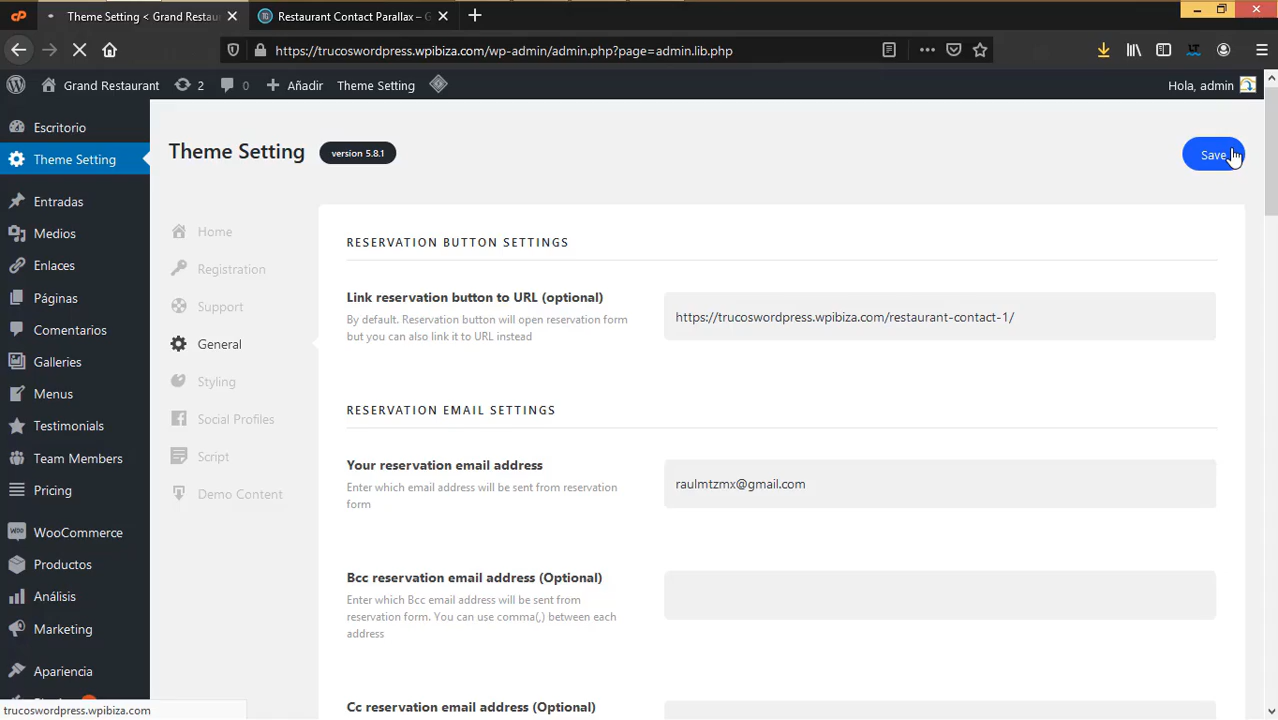 Theme Setting < Grand Restau
Restaurant Contact Parallax – G
https://trucoswordpress.wpibiza.com/wp-admin/admin.php?page=admin.lib.php
Grand Restaurant
2
0
Añadir
Theme Setting
Hola, admin
Escritorio
Theme Setting
Entradas
Medios
Enlaces
Páginas
Comentarios
Galleries
Menus
Testimonials
Team Members
Pricing
WooCommerce
Productos
Análisis
Marketing
Apariencia
trucoswordpress.wpibiza.com
Theme Setting
version 5.8.1
Save
Home
Registration
Support
General
Styling
Social Profiles
Script
Demo Content
RESERVATION BUTTON SETTINGS
Link reservation button to URL (optional)
By default. Reservation button will open reservation form
but you can also link it to URL instead
https://trucoswordpress.wpibiza.com/restaurant-contact-1/
RESERVATION EMAIL SETTINGS
Your reservation email address
Enter which email address will be sent from reservation
form
raulmtzmx@gmail.com
Bcc reservation email address (Optional)
Enter which Bcc email address will be sent from
reservation form. You can use comma(,) between each
address
Cc reservation email address (Optional)